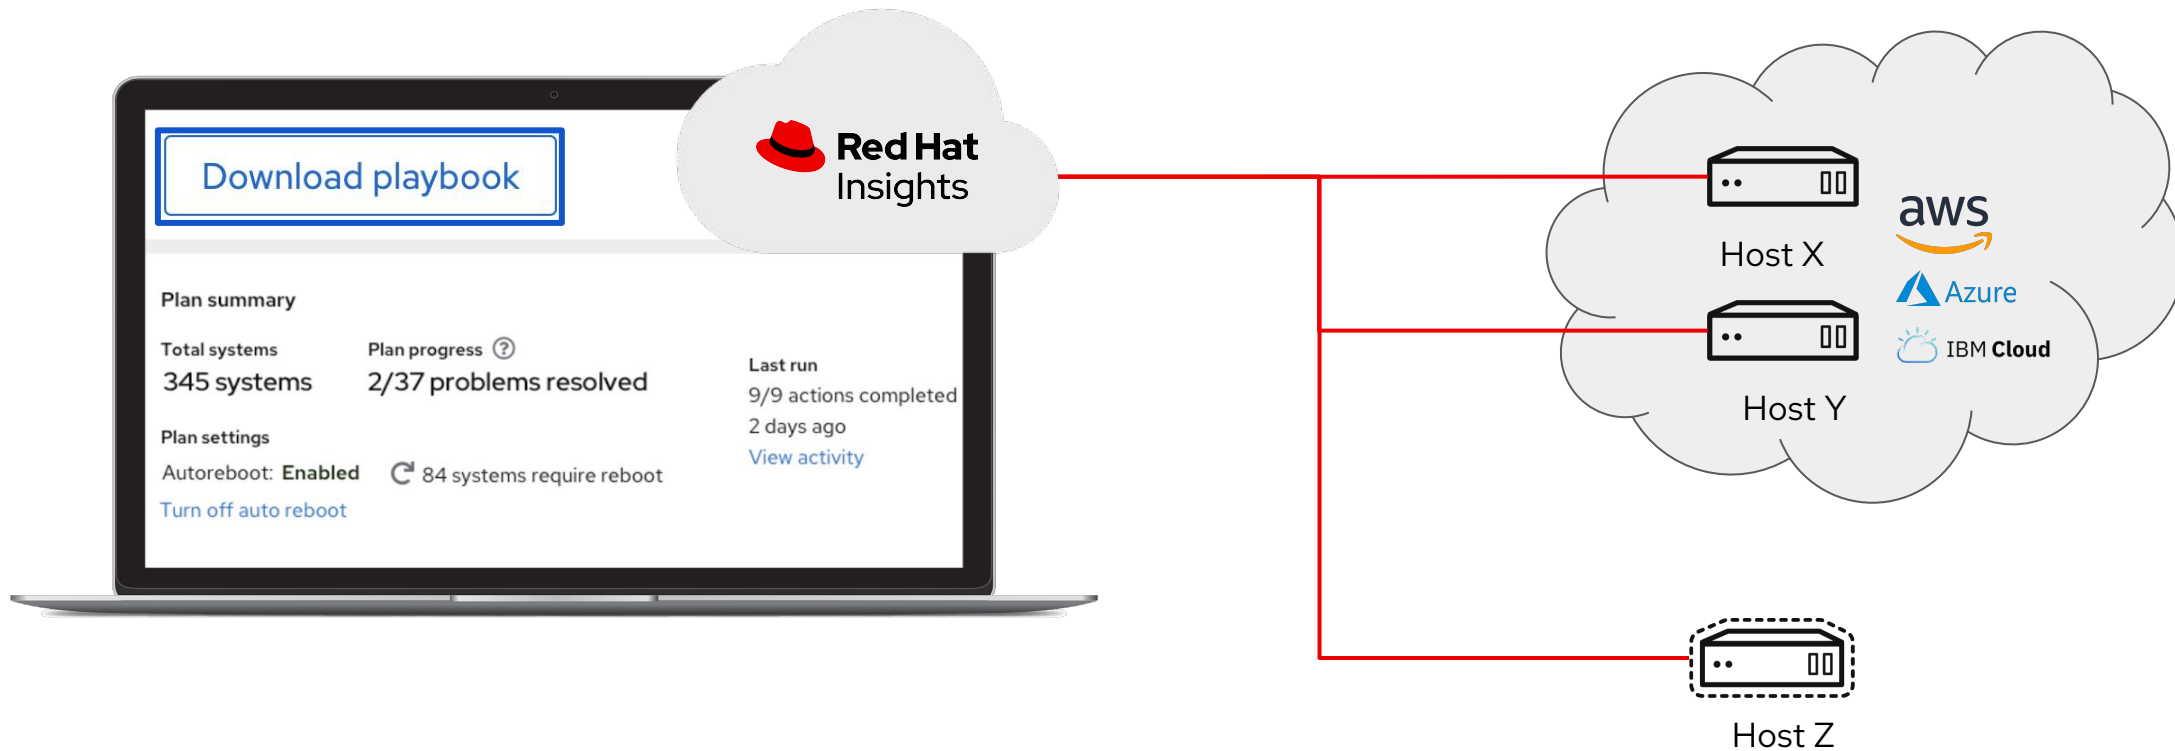 Download playbook
Red Hat
Insights
Plan summary
Total systems
345 systems
Plan progress ?
2/37 problems resolved
Last run
9/9 actions completed
2 days ago
View activity
Plan settings
Autoreboot: Enabled
84 systems require reboot
Turn off auto reboot
Host X
aws
Azure
IBM Cloud
Host Y
Host Z